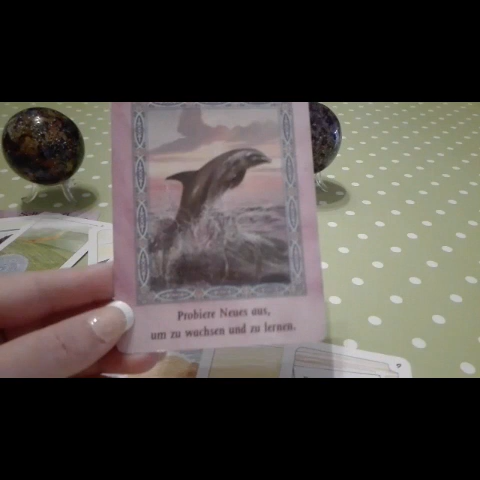 Probiere Neues aus,
um zu wachsen und zu lernen.